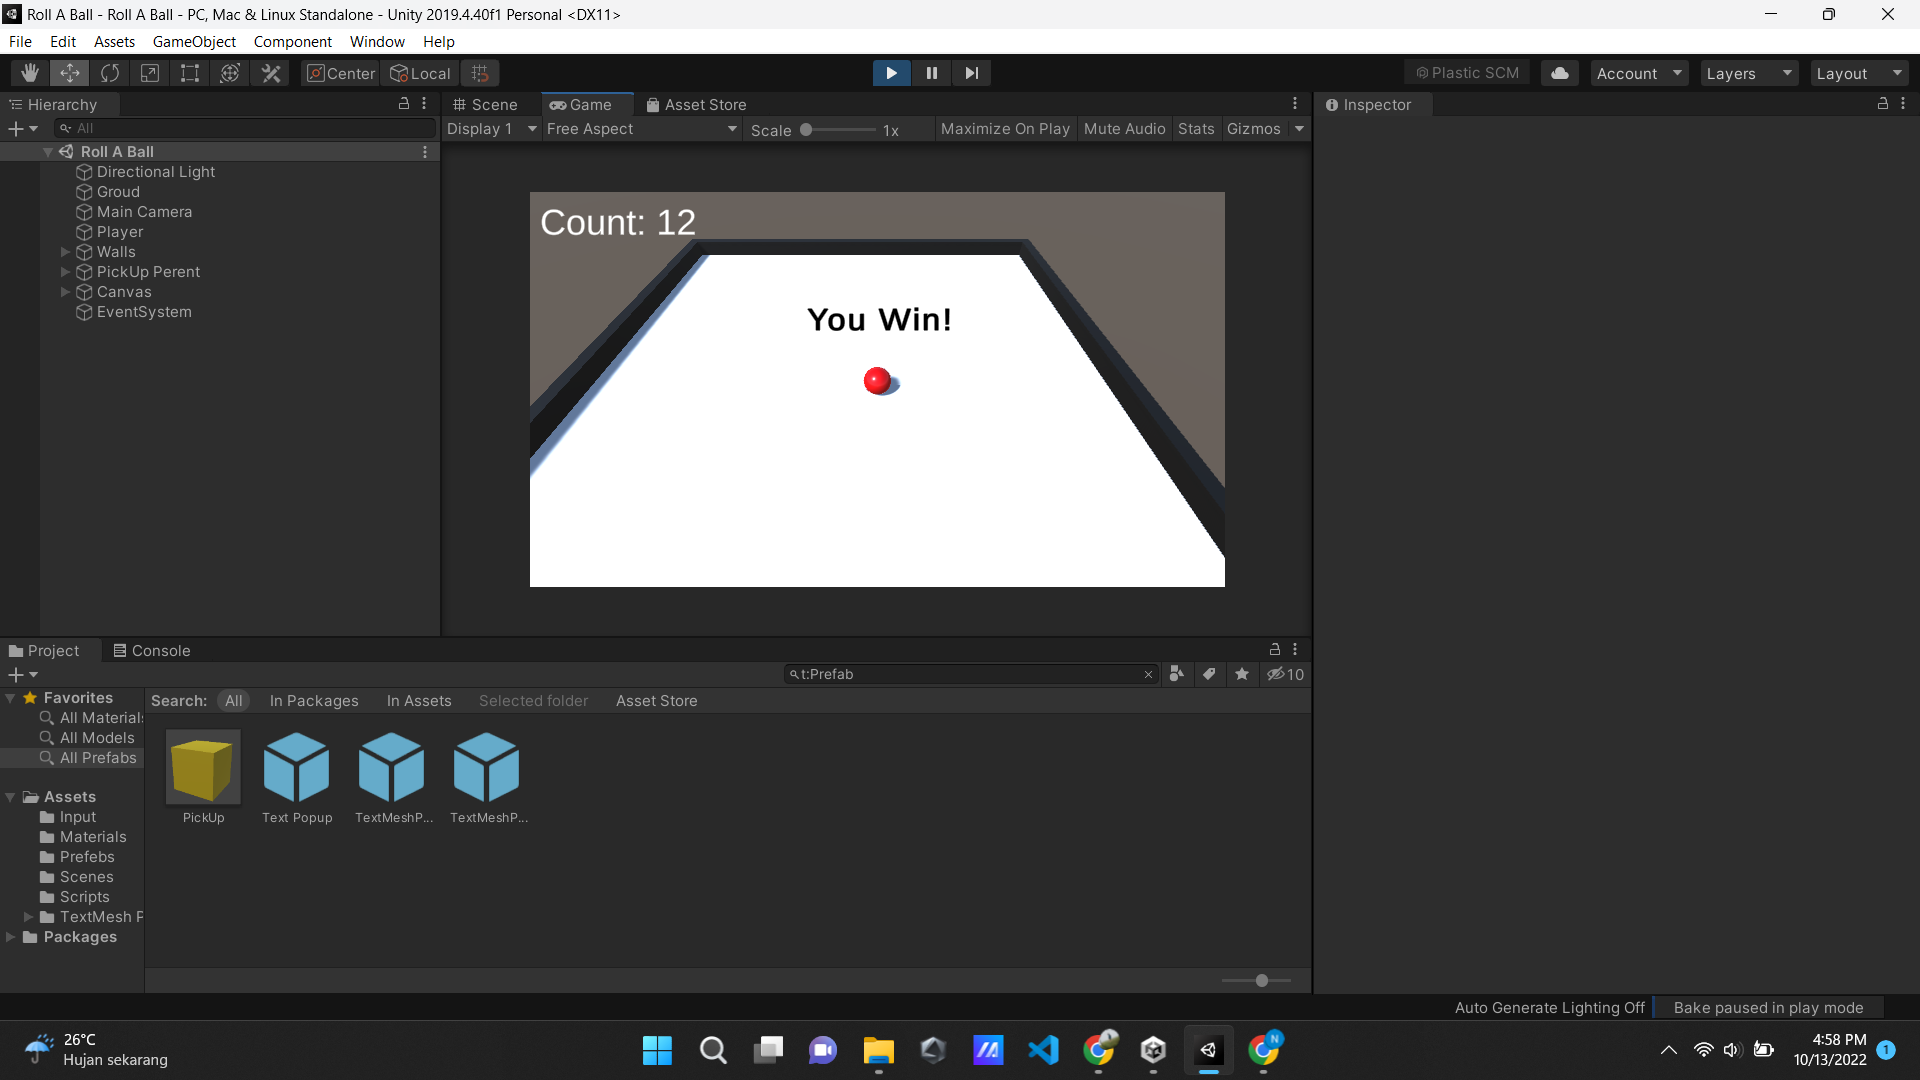 Roll A Ball - Roll A Ball - PC, Mac & Linux Standalone - Unity 2019.4.40f1 Personal <DX11>
File Edit Assets GameObject Component Window Help
Center Local Plastic SCM Account Layers Layout
Hierarchy
All
Roll A Ball
Directional Light
Groud
Main Camera
Player
Walls
PickUp Perent
Canvas
EventSystem
Scene Game Asset Store
Display 1 Free Aspect Scale 1x Maximize On Play Mute Audio Stats Gizmos
Count: 12
You Win!
Inspector
Project Console
t:Prefab 10
Favorites
All Materials
All Models
All Prefabs
Assets
Input
Materials
Prefebs
Scenes
Scripts
TextMesh P
Packages
Search: All In Packages In Assets Selected folder Asset Store
PickUp Text Popup TextMeshP... TextMeshP...
Auto Generate Lighting Off Bake paused in play mode
26°C
Hujan sekarang
N
4:58 PM
10/13/2022
1